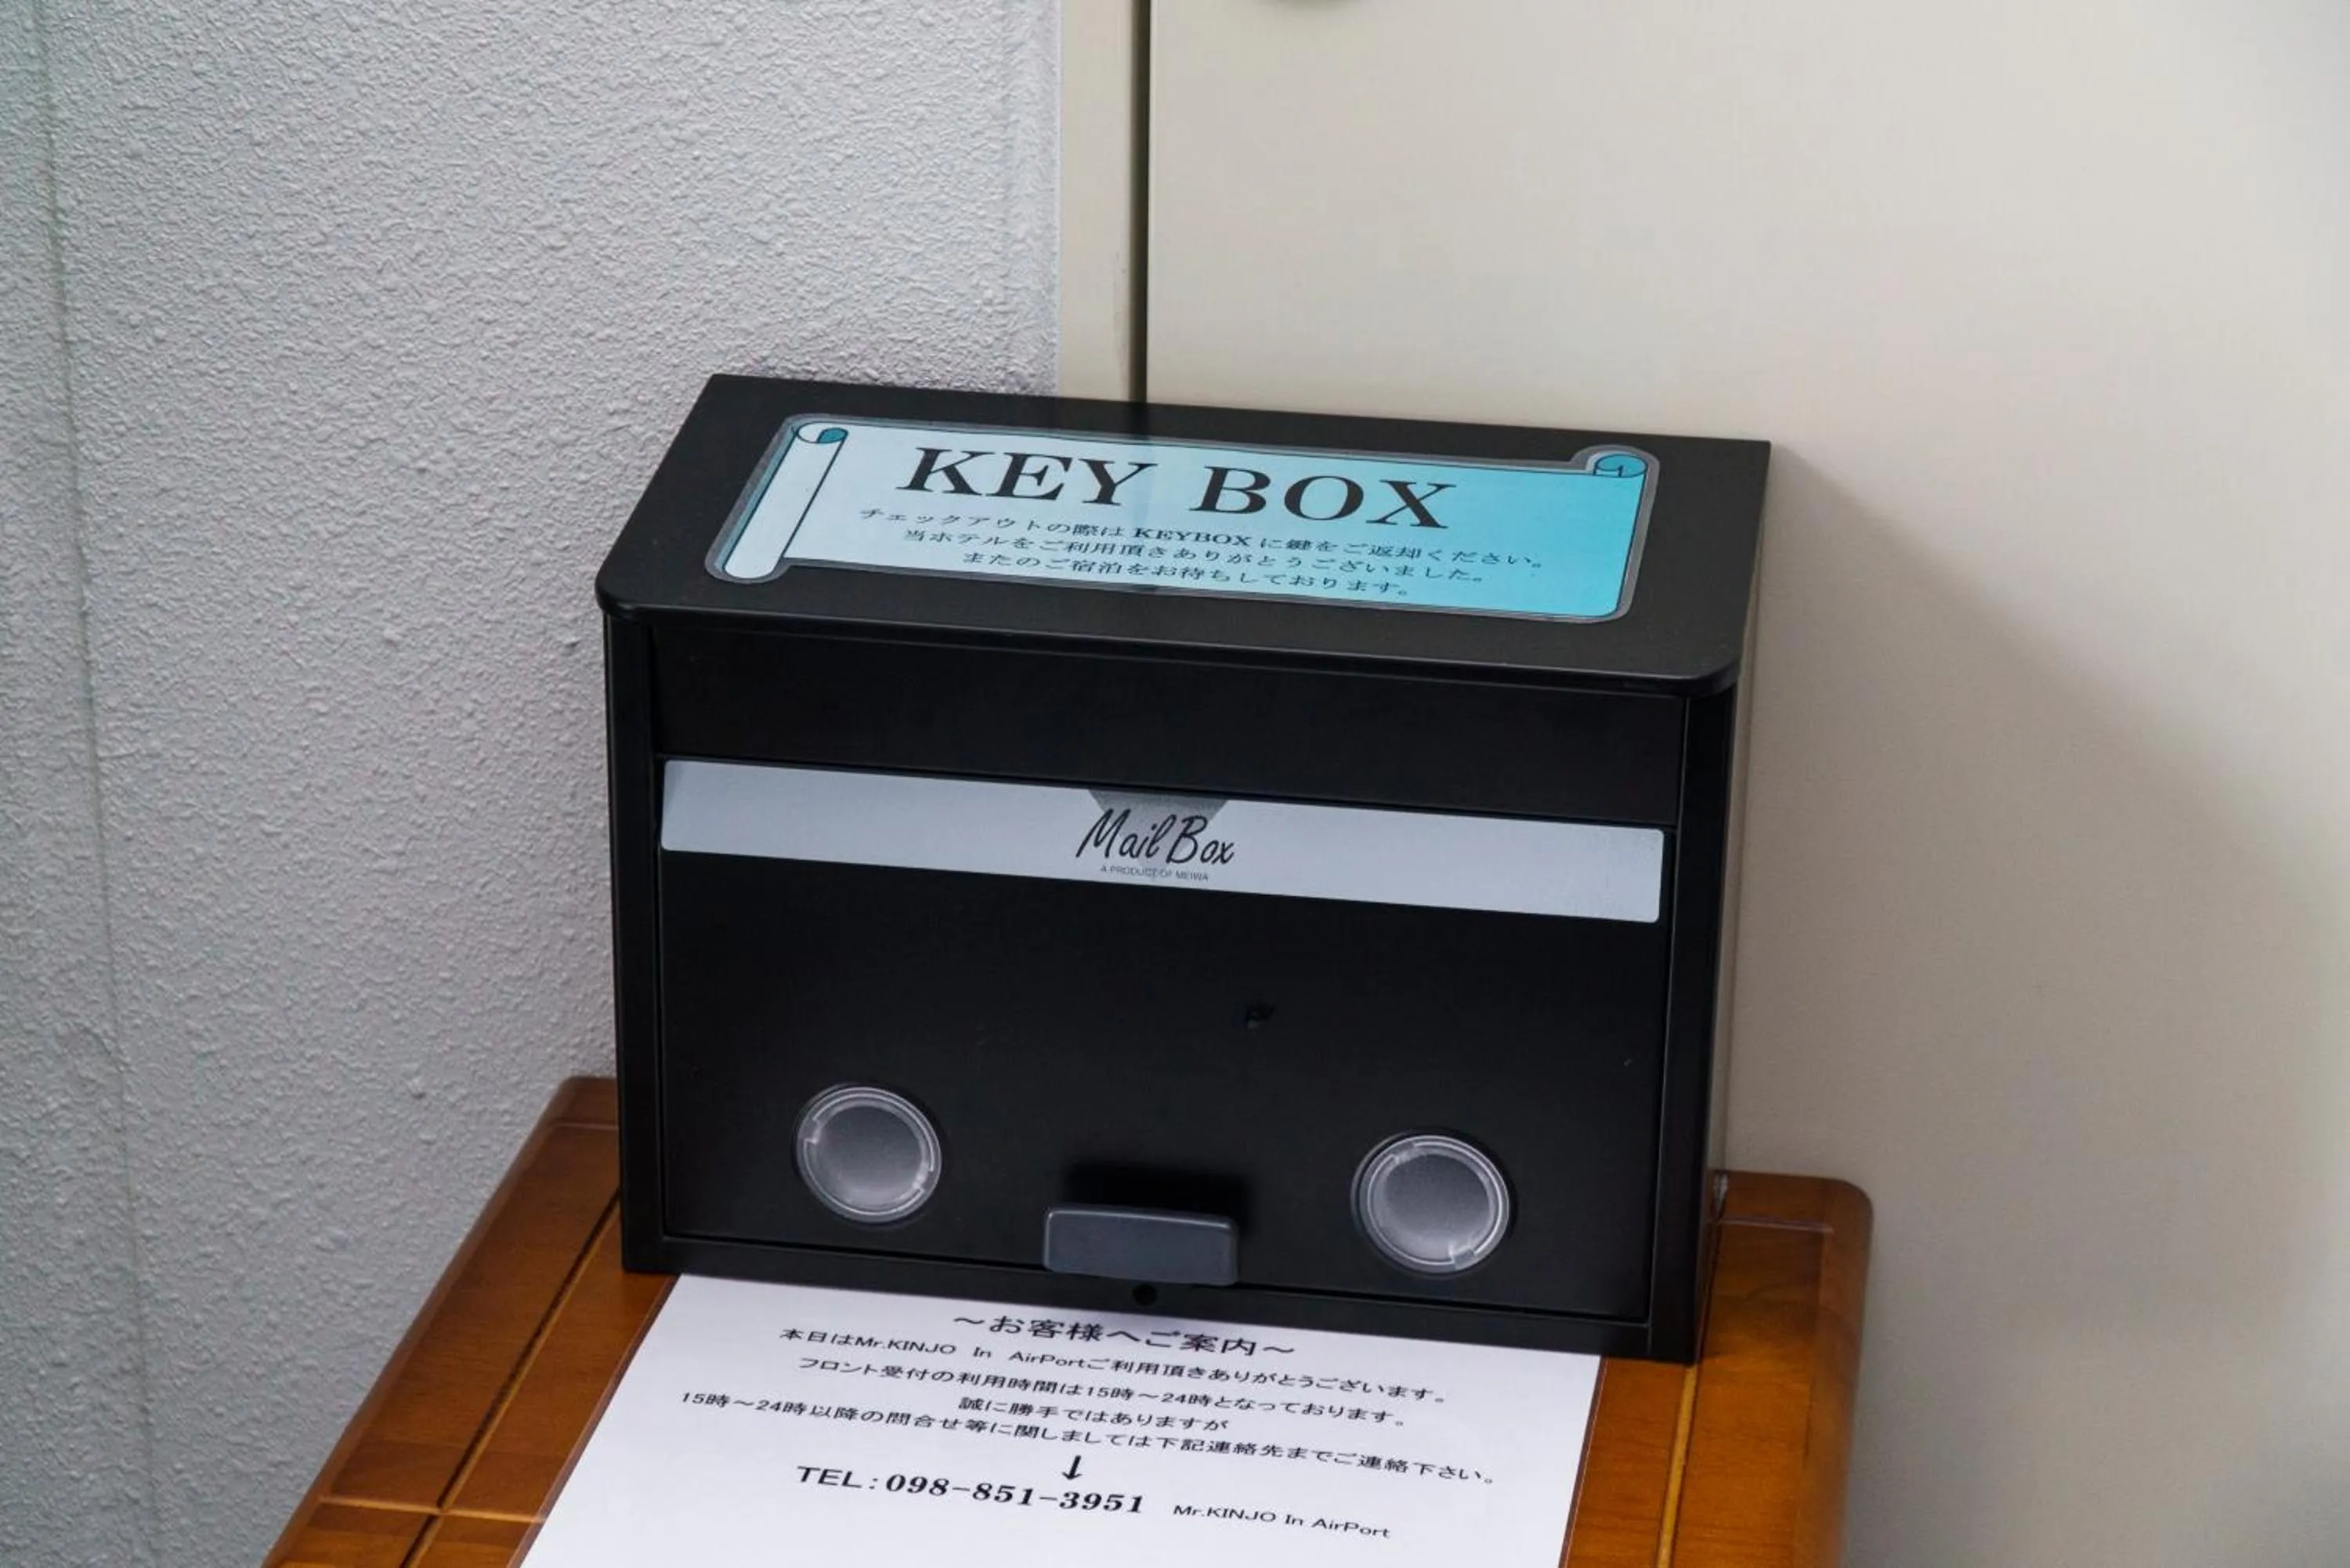 KEY BOX
チェックアウトの際は KEYBOX に鍵をご返却ください。
当ホテルをご利用頂きありがとうございました。
またのご宿泊をお待ちしております。
Mail Box
A PRODUCT OF MEIWA
～お客様へご案内～
本日はMr.KINJO In AirPortご利用頂きありがとうございます。
フロント受付の利用時間は15時～24時となっております。
誠に勝手ではありますが
15時～24時以降の問合せ等に関しましては下記連絡先までご連絡下さい。
↓
TEL:098-851-3951 Mr.KINJO In AirPort